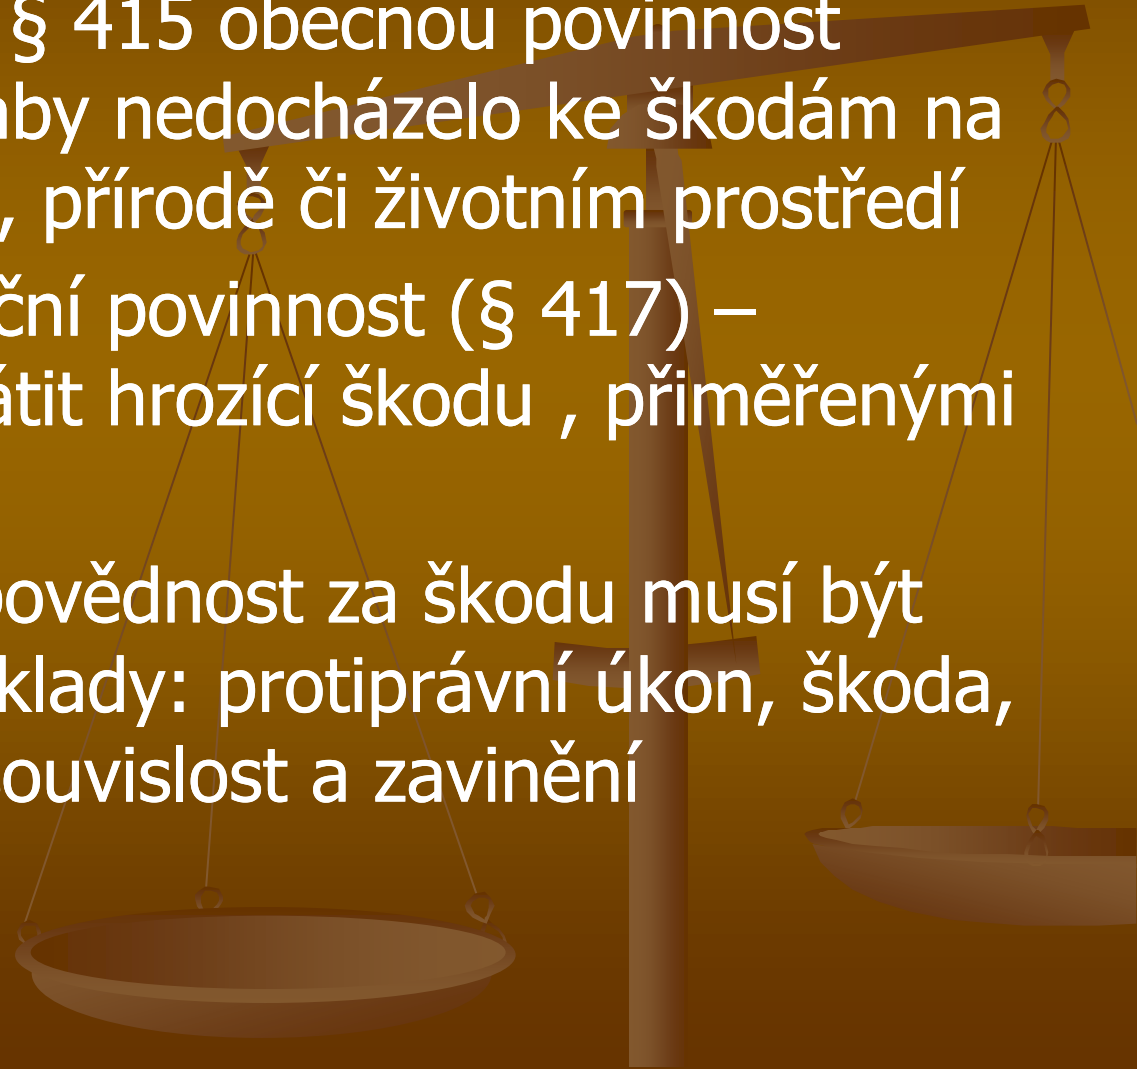 § 415 obecnou povinnost
aby nedocházelo ke škodám na
, přírodě či životním prostředí
ční povinnost (§ 417) –
átit hrozící škodu , přiměřenými
povědnost za škodu musí být
klady: protiprávní úkon, škoda,
souvislost a zavinění